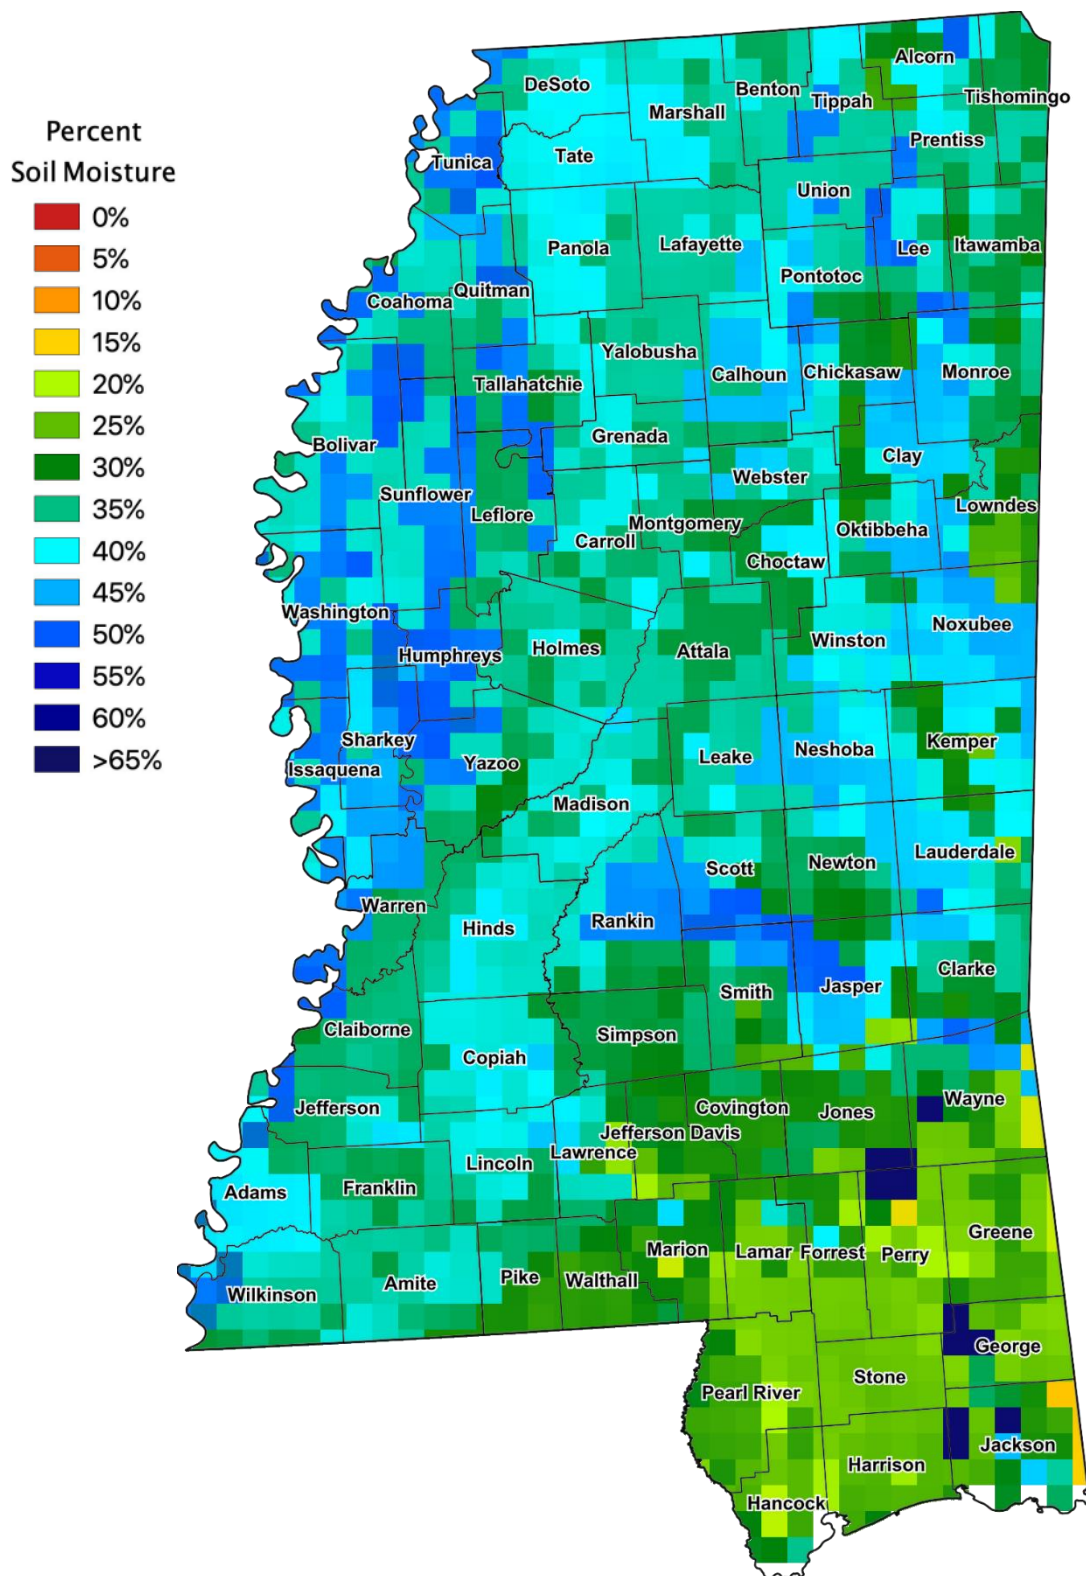 Percent
Soil Moisture
0%
5%
10%
15%
20%
25%
30%
35%
40%
45%
50%
55%
60%
>65%
Alcorn
DeSoto
Benton
Tippah
Tishomingo
Marshall
Prentiss
Tunica
Tate
Union
Panola
Lafayette
Lee
Itawamba
Pontotoc
Quitman
Coahoma
Yalobusha
Calhoun
Chickasaw
Monroe
Tallahatchie
Bolivar
Grenada
Clay
Webster
Sunflower
Leflore
Montgomery
Lowndes
Carroll
Oktibbeha
Choctaw
Washington
Noxubee
Humphreys
Holmes
Attala
Winston
Sharkey
Kemper
Issaquena
Yazoo
Leake
Neshoba
Madison
Lauderdale
Scott
Newton
Warren
Hinds
Rankin
Clarke
Smith
Jasper
Claiborne
Simpson
Copiah
Wayne
Jefferson
Covington
Jones
Jefferson Davis
Lawrence
Lincoln
Adams
Franklin
Greene
Marion
Lamar
Forrest
Perry
Wilkinson
Amite
Pike
Walthall
George
Stone
Pearl River
Jackson
Harrison
Hancock